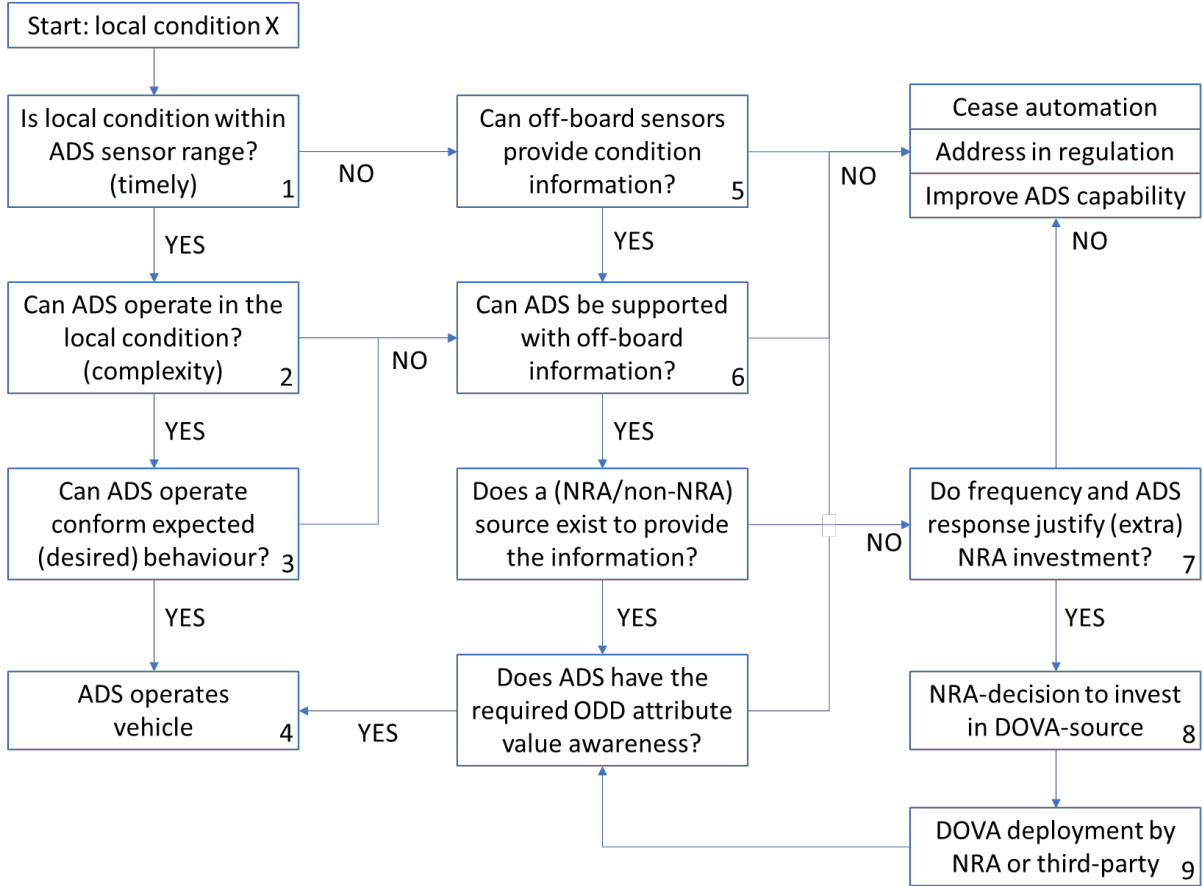 Start: local condition X
Is local condition within
ADS sensor range?
(timely)
1
NO
Can off-board sensors
provide condition
information?
5
NO
Cease automation
Address in regulation
Improve ADS capability
YES
YES
NO
Can ADS operate in the
local condition?
(complexity)
2
NO
Can ADS be supported
with off-board
information?
6
YES
YES
Can ADS operate
conform expected
(desired) behaviour?
3
Does a (NRA/non-NRA)
source exist to provide
the information?
NO
Do frequency and ADS
response justify (extra)
NRA investment?
7
YES
YES
YES
ADS operates
vehicle
4
YES
Does ADS have the
required ODD attribute
value awareness?
NRA-decision to invest
in DOVA-source
8
DOVA deployment by
NRA or third-party
9